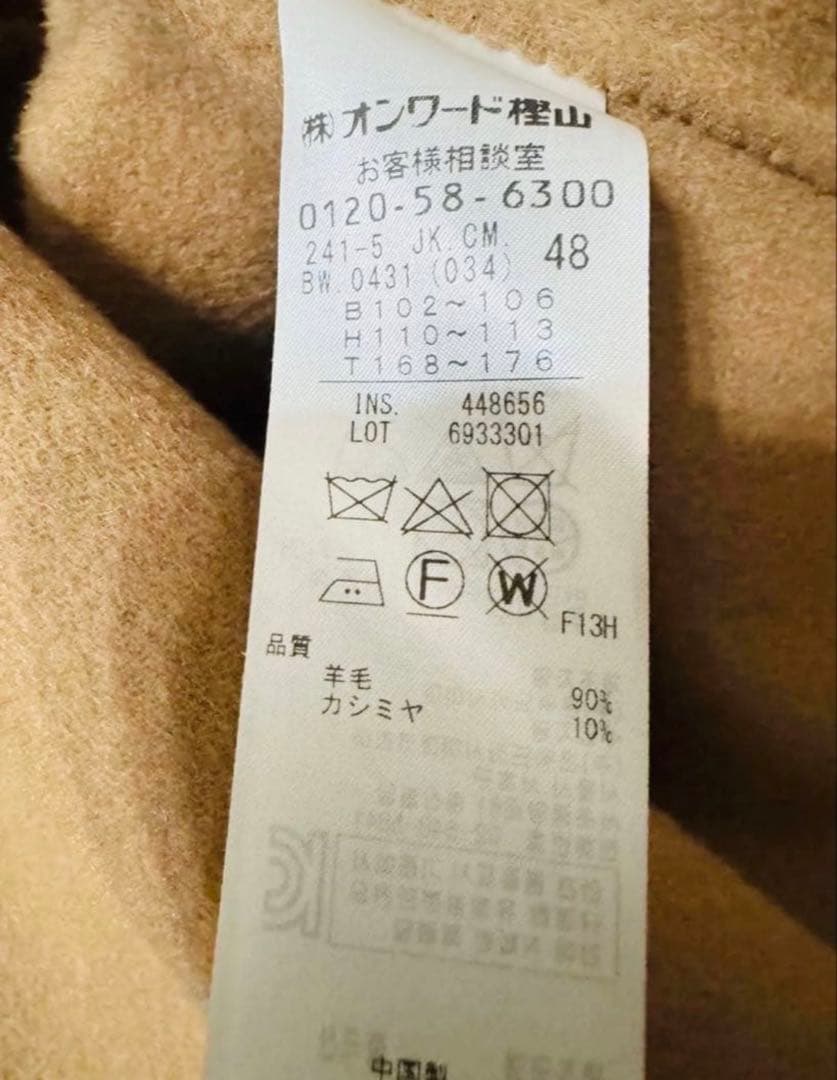 (株)オンワード樫山
お客様相談室
0120-58-6300
241-5 JK.CM. 48
BW.0431 (034)
B102～106
H110～113
T168～176
INS. 448656
LOT 6933301
F
W
F13H
品質
羊毛 90%
カシミヤ 10%
中国製